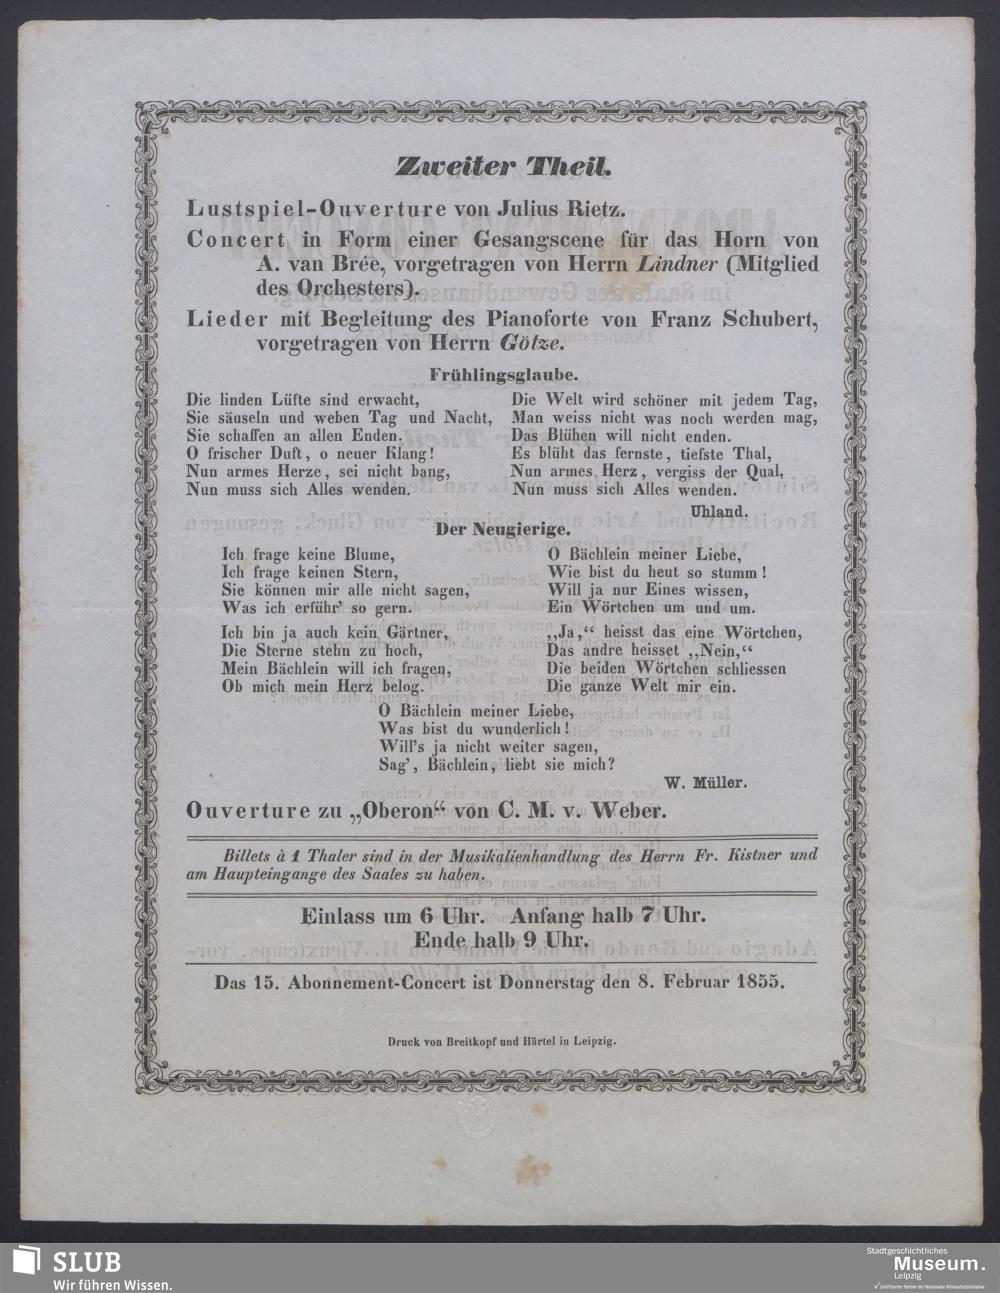 Zweiter Theil.
Lustspiel-Ouverture von Julius Rietz.
Concert in Form einer Gesangscene für das Horn von
A. van Brée, vorgetragen von Herrn Lindner (Mitglied
des Orchesters).
Lieder mit Begleitung des Pianoforte von Franz Schubert,
vorgetragen von Herrn Götze.
Frühlingsglaube.
Die linden Lüfte sind erwacht,
Sie säuseln und weben Tag und Nacht,
Sie schaffen an allen Enden.
O frischer Duft, o neuer Klang!
Nun armes Herze, sei nicht bang,
Nun muss sich Alles wenden.
Die Welt wird schöner mit jedem Tag,
Man weiss nicht was noch werden mag,
Das Blühen will nicht enden.
Es blüht das fernste, tiefste Thal,
Nun armes Herz, vergiss der Qual,
Nun muss sich Alles wenden.
Uhland.
Der Neugierige.
Ich frage keine Blume,
Ich frage keinen Stern,
Sie können mir alle nicht sagen,
Was ich erführ' so gern.
Ich bin ja auch kein Gärtner,
Die Sterne stehn zu hoch,
Mein Bächlein will ich fragen,
Ob mich mein Herz belog.
O Bächlein meiner Liebe,
Wie bist du heut so stumm!
Will ja nur Eines wissen,
Ein Wörtchen um und um.
„Ja,“ heisst das eine Wörtchen,
Das andre heisset „Nein,“
Die beiden Wörtchen schliessen
Die ganze Welt mir ein.
O Bächlein meiner Liebe,
Was bist du wunderlich!
Will's ja nicht weiter sagen,
Sag', Bächlein, liebt sie mich?
W. Müller.
Ouverture zu „Oberon“ von C. M. v. Weber.
Billets à 1 Thaler sind in der Musikalienhandlung des Herrn Fr. Kistner und
am Haupteingange des Saales zu haben.
Einlass um 6 Uhr. Anfang halb 7 Uhr.
Ende halb 9 Uhr.
Das 15. Abonnement-Concert ist Donnerstag den 8. Februar 1855.
Druck von Breitkopf und Härtel in Leipzig.
SLUB
Wir führen Wissen.
Stadtgeschichtliches
Museum.
Leipzig
Zertifizierter Partner der Nationalen Klimaschutzinitiative